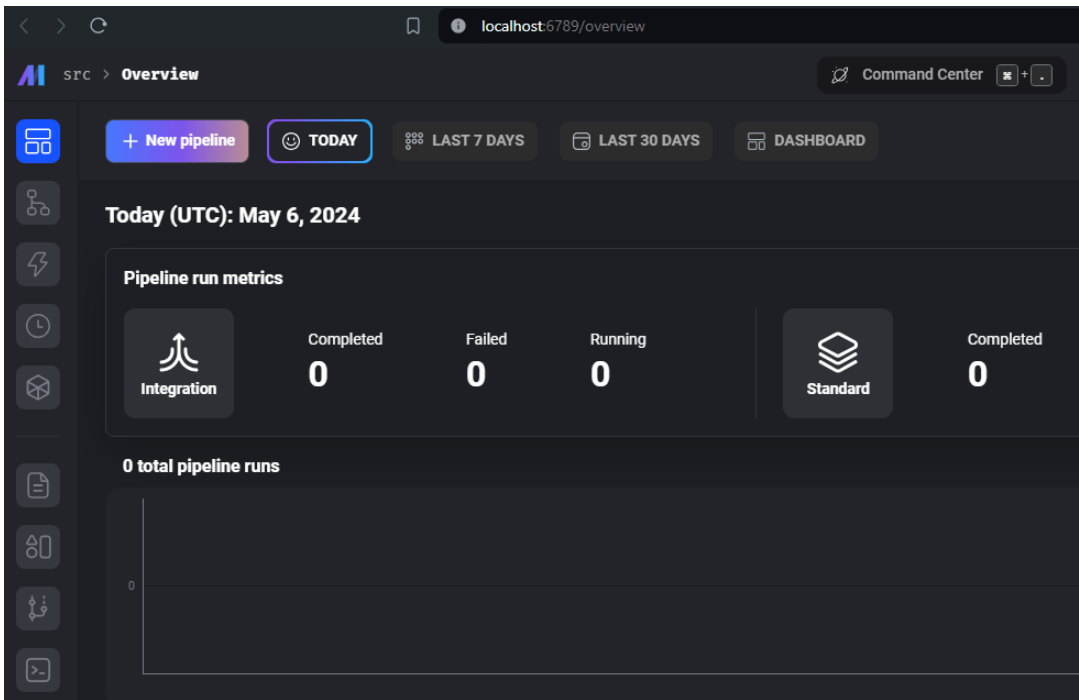 localhost:6789/overview
src > Overview
Command Center ⌘ + .
+ New pipeline
TODAY
LAST 7 DAYS
LAST 30 DAYS
DASHBOARD
Today (UTC): May 6, 2024
Pipeline run metrics
Integration
Completed
0
Failed
0
Running
0
Standard
Completed
0
0 total pipeline runs
0